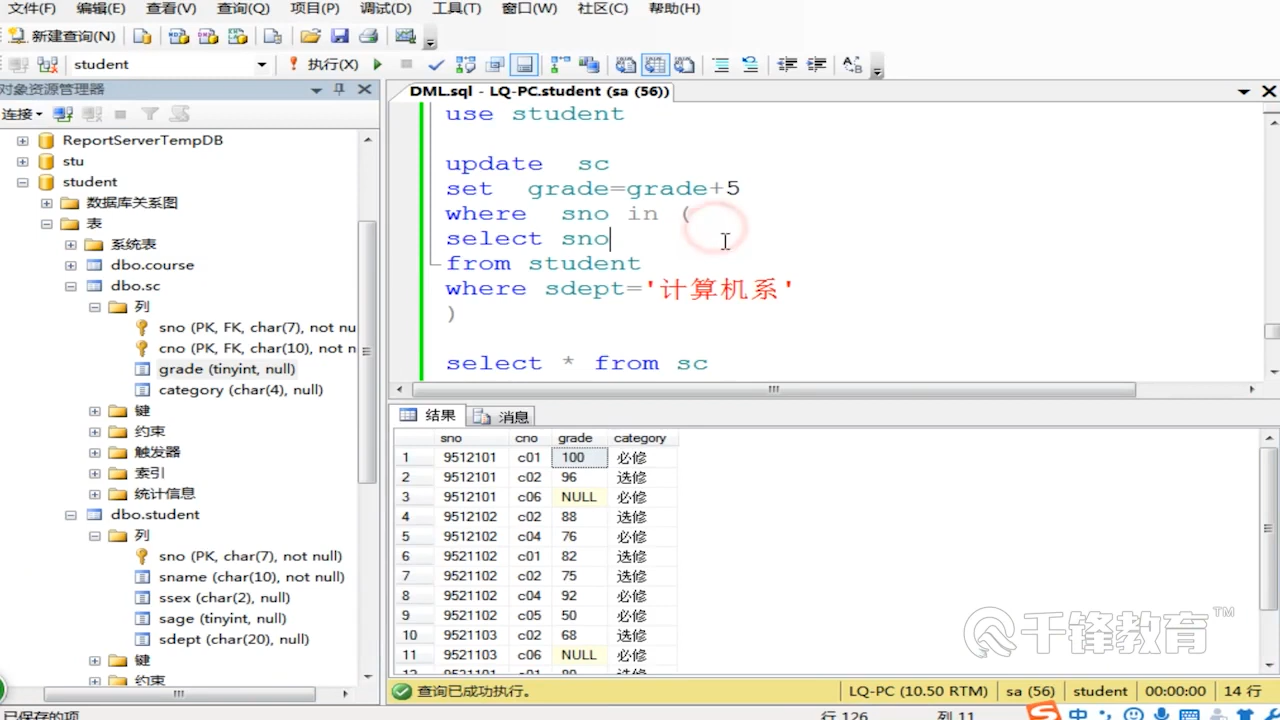 文件(F) 编辑(E) 查看(V) 查询(Q) 项目(P) 调试(D) 工具(T) 窗口(W) 社区(C) 帮助(H)
新建查询(N)
student 执行(X)
对象资源管理器
连接
ReportServerTempDB
stu
student
数据库关系图
表
系统表
dbo.course
dbo.sc
列
sno (PK, FK, char(7), not nu
cno (PK, FK, char(10), not n
grade (tinyint, null)
category (char(4), null)
键
约束
触发器
索引
统计信息
dbo.student
列
sno (PK, char(7), not null)
sname (char(10), not null)
ssex (char(2), null)
sage (tinyint, null)
sdept (char(20), null)
键
约束
DML.sql - LQ-PC.student (sa (56))
use student
update sc
set grade=grade+5
where sno in (
select sno
from student
where sdept='计算机系'
)
select * from sc
结果 消息
sno cno grade category
1 9512101 c01 100 必修
2 9512101 c02 96 选修
3 9512101 c06 NULL 必修
4 9512102 c02 88 选修
5 9512102 c04 76 必修
6 9521102 c01 82 选修
7 9521102 c02 75 选修
8 9521102 c04 92 必修
9 9521102 c05 50 必修
10 9521103 c02 68 选修
11 9521103 c06 NULL 必修
千锋教育 TM
查询已成功执行。 LQ-PC (10.50 RTM) sa (56) student 00:00:00 14 行
已保存的项 行 126 列 11
中